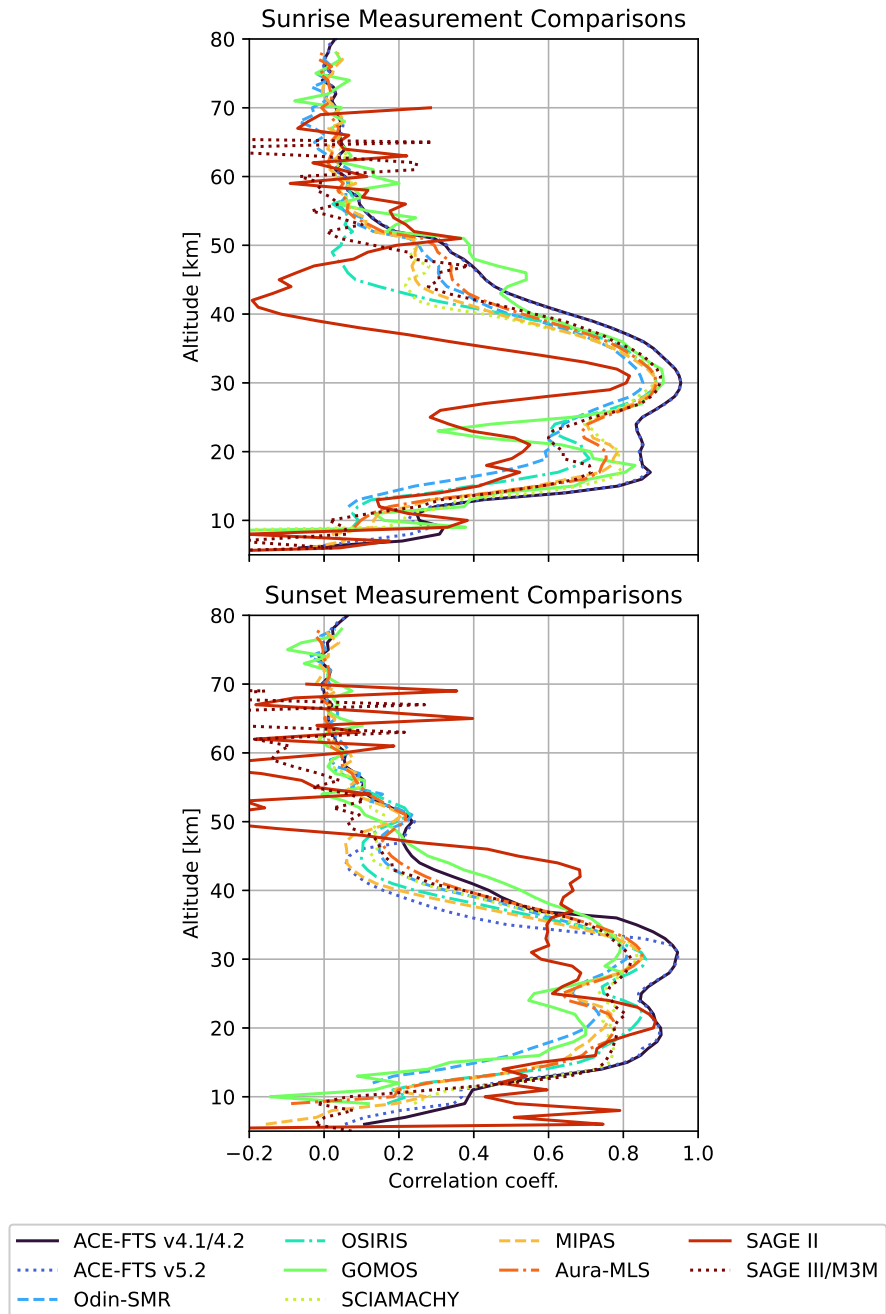 Sunrise Measurement Comparisons
80
70
60
50
40
30
20
10
Altitude [km]
Sunset Measurement Comparisons
80
70
60
50
40
30
20
10
Altitude [km]
−0.2 0.0 0.2 0.4 0.6 0.8 1.0
Correlation coeff.
ACE-FTS v4.1/4.2 OSIRIS MIPAS SAGE II
ACE-FTS v5.2 GOMOS Aura-MLS SAGE III/M3M
Odin-SMR SCIAMACHY